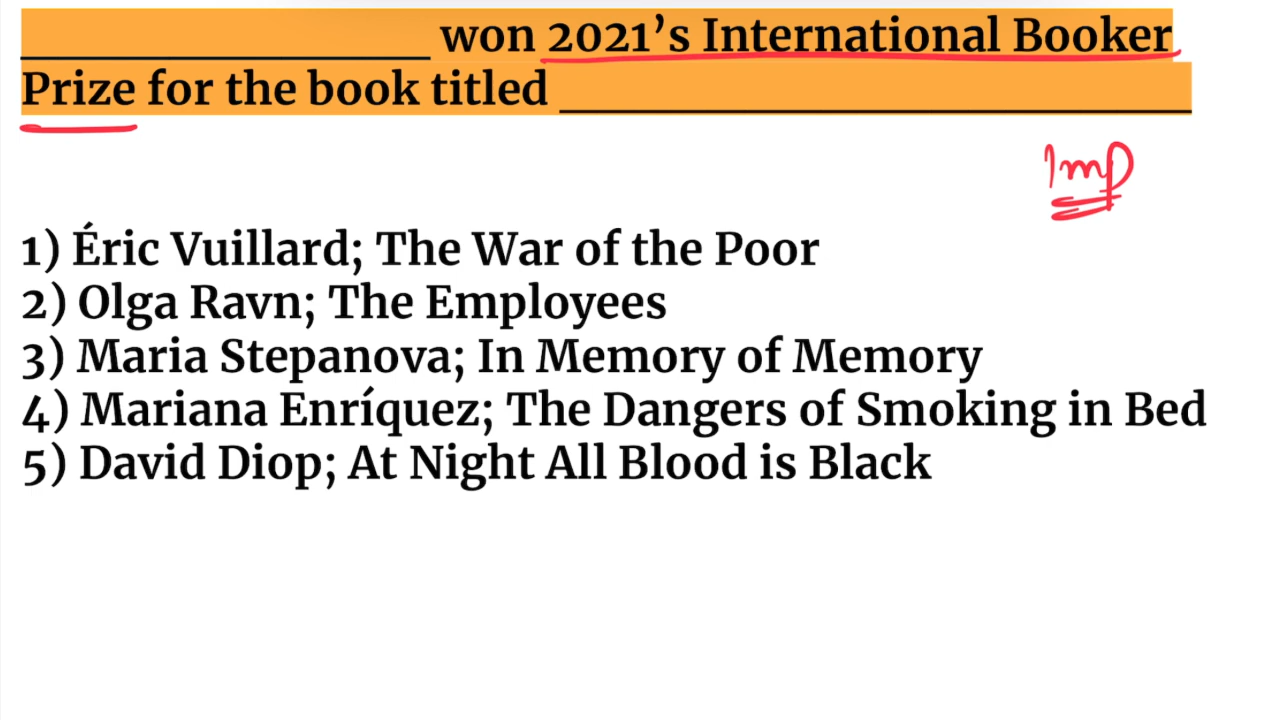 ____________________ won 2021’s International Booker
Prize for the book titled ______________________________
Imp
1) Éric Vuillard; The War of the Poor
2) Olga Ravn; The Employees
3) Maria Stepanova; In Memory of Memory
4) Mariana Enríquez; The Dangers of Smoking in Bed
5) David Diop; At Night All Blood is Black